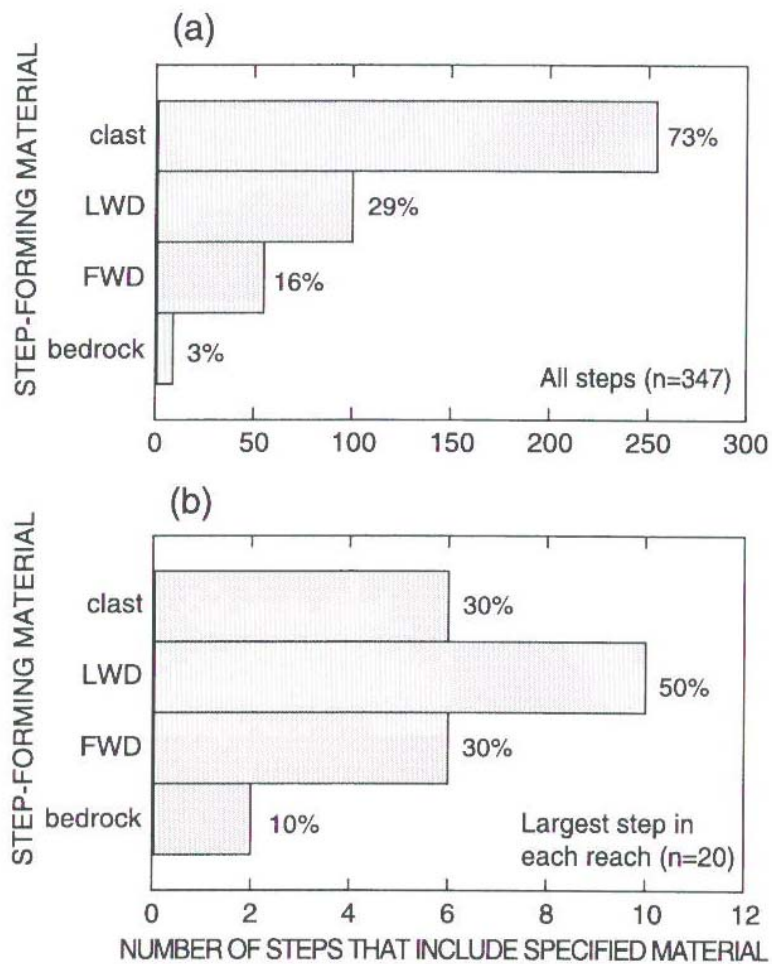 (a)
STEP-FORMING MATERIAL
clast
73%
LWD
29%
FWD
16%
bedrock
3%
All steps (n=347)
0 50 100 150 200 250 300
(b)
STEP-FORMING MATERIAL
clast
30%
LWD
50%
FWD
30%
bedrock
10%
Largest step in
each reach (n=20)
0 2 4 6 8 10 12
NUMBER OF STEPS THAT INCLUDE SPECIFIED MATERIAL